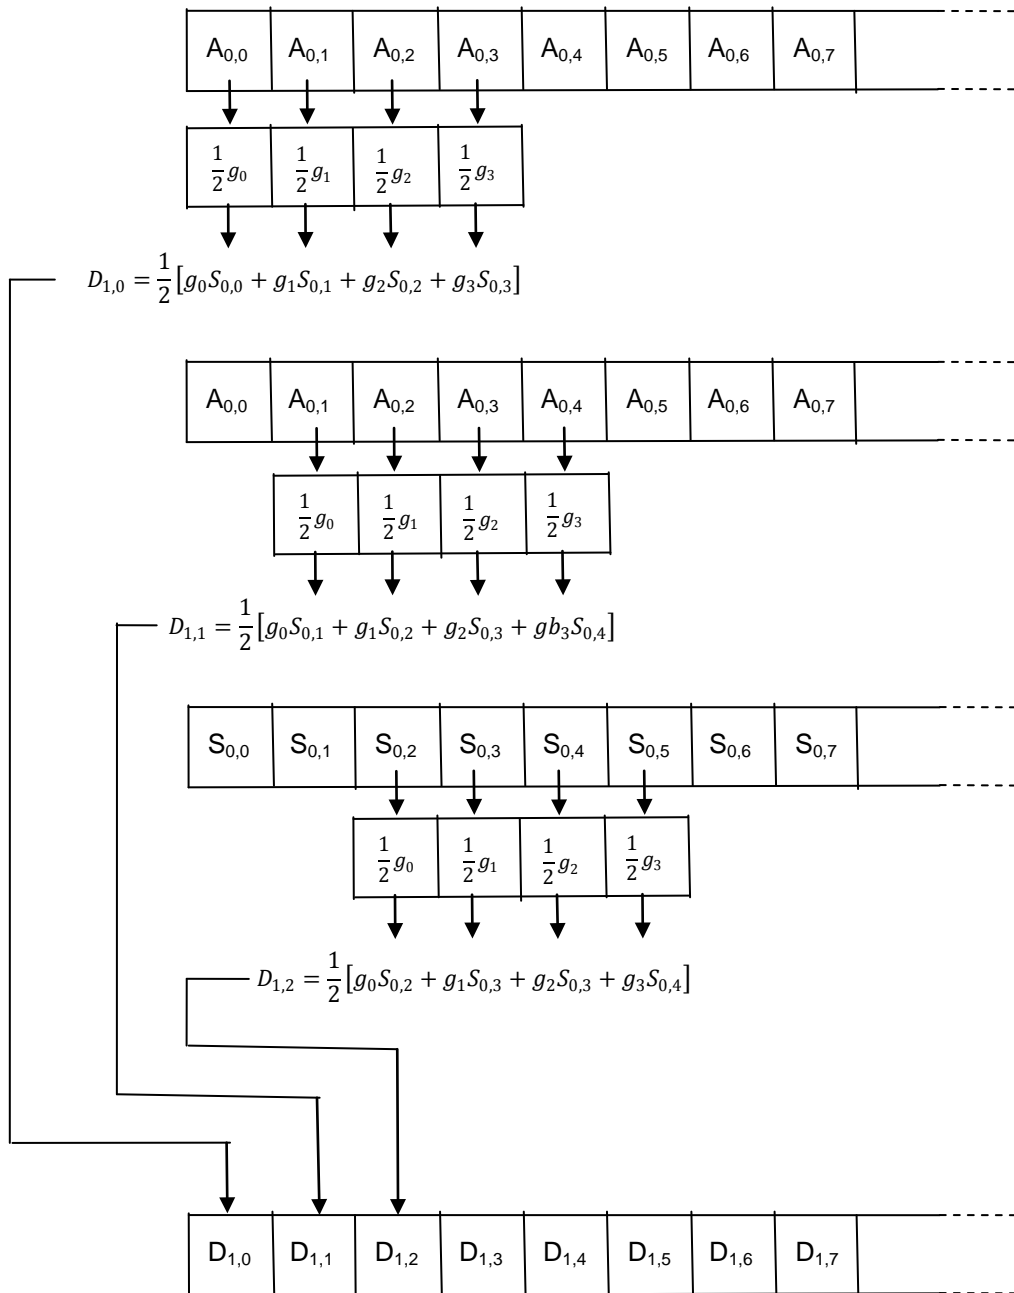 A0,0 A0,1 A0,2 A0,3 A0,4 A0,5 A0,6 A0,7
1/2 g0 1/2 g1 1/2 g2 1/2 g3
D1,0 = 1/2 [g0S0,0 + g1S0,1 + g2S0,2 + g3S0,3]
A0,0 A0,1 A0,2 A0,3 A0,4 A0,5 A0,6 A0,7
1/2 g0 1/2 g1 1/2 g2 1/2 g3
D1,1 = 1/2 [g0S0,1 + g1S0,2 + g2S0,3 + gb3S0,4]
S0,0 S0,1 S0,2 S0,3 S0,4 S0,5 S0,6 S0,7
1/2 g0 1/2 g1 1/2 g2 1/2 g3
D1,2 = 1/2 [g0S0,2 + g1S0,3 + g2S0,3 + g3S0,4]
D1,0 D1,1 D1,2 D1,3 D1,4 D1,5 D1,6 D1,7